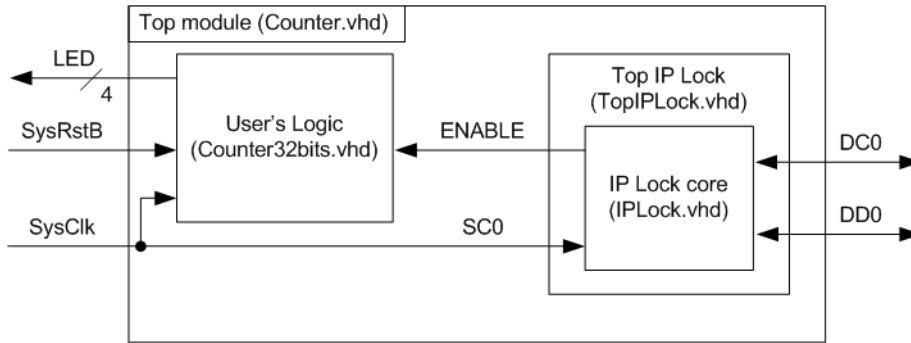 Top module (Counter.vhd)
LED
4
SysRstB
SysClk
User's Logic
(Counter32bits.vhd)
ENABLE
SC0
Top IP Lock
(TopIPLock.vhd)
IP Lock core
(IPLock.vhd)
DC0
DD0